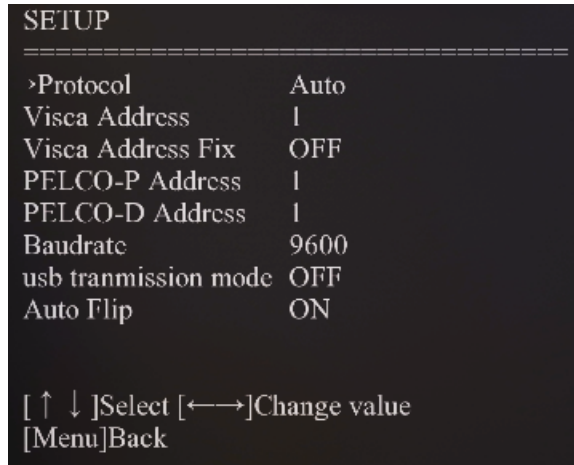 SETUP
==================================
›Protocol Auto
Visca Address 1
Visca Address Fix OFF
PELCO-P Address 1
PELCO-D Address 1
Baudrate 9600
usb tranmission mode OFF
Auto Flip ON
[↑↓]Select [←→]Change value
[Menu]Back